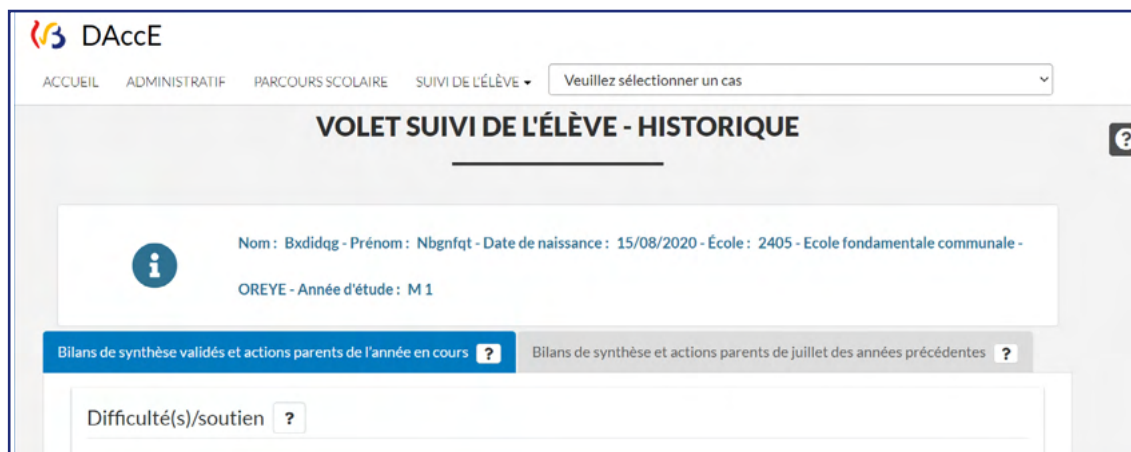 DAccE
ACCUEIL ADMINISTRATIF PARCOURS SCOLAIRE SUIVI DE L'ÉLÈVE Veuillez sélectionner un cas
VOLET SUIVI DE L'ÉLÈVE - HISTORIQUE
?
Nom : Bxdidqg - Prénom : Nbgnfqt - Date de naissance : 15/08/2020 - École : 2405 - Ecole fondamentale communale -
OREYE - Année d'étude : M 1
Bilans de synthèse validés et actions parents de l'année en cours ? Bilans de synthèse et actions parents de juillet des années précédentes ?
Difficulté(s)/soutien ?